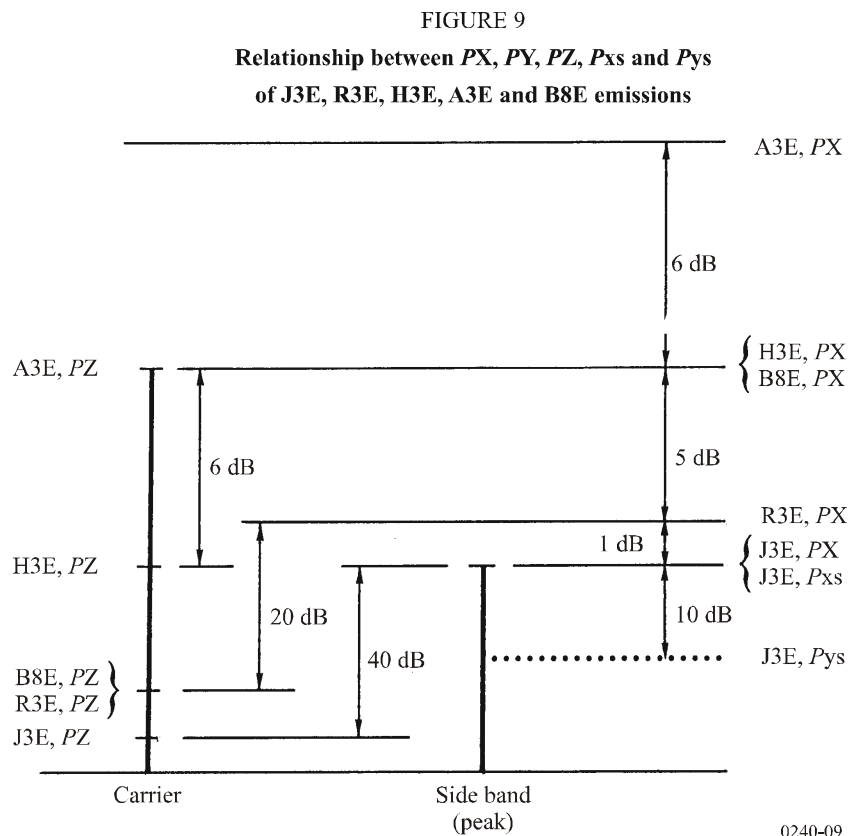 FIGURE 9
Relationship between PX, PY, PZ, Pxs and Pys
of J3E, R3E, H3E, A3E and B8E emissions
A3E, PX
6 dB
A3E, PZ
H3E, PX
B8E, PX
6 dB
5 dB
R3E, PX
1 dB
J3E, PX
J3E, Pxs
H3E, PZ
20 dB
10 dB
40 dB
J3E, Pys
B8E, PZ
R3E, PZ
J3E, PZ
Carrier
Side band
(peak)
0240-09